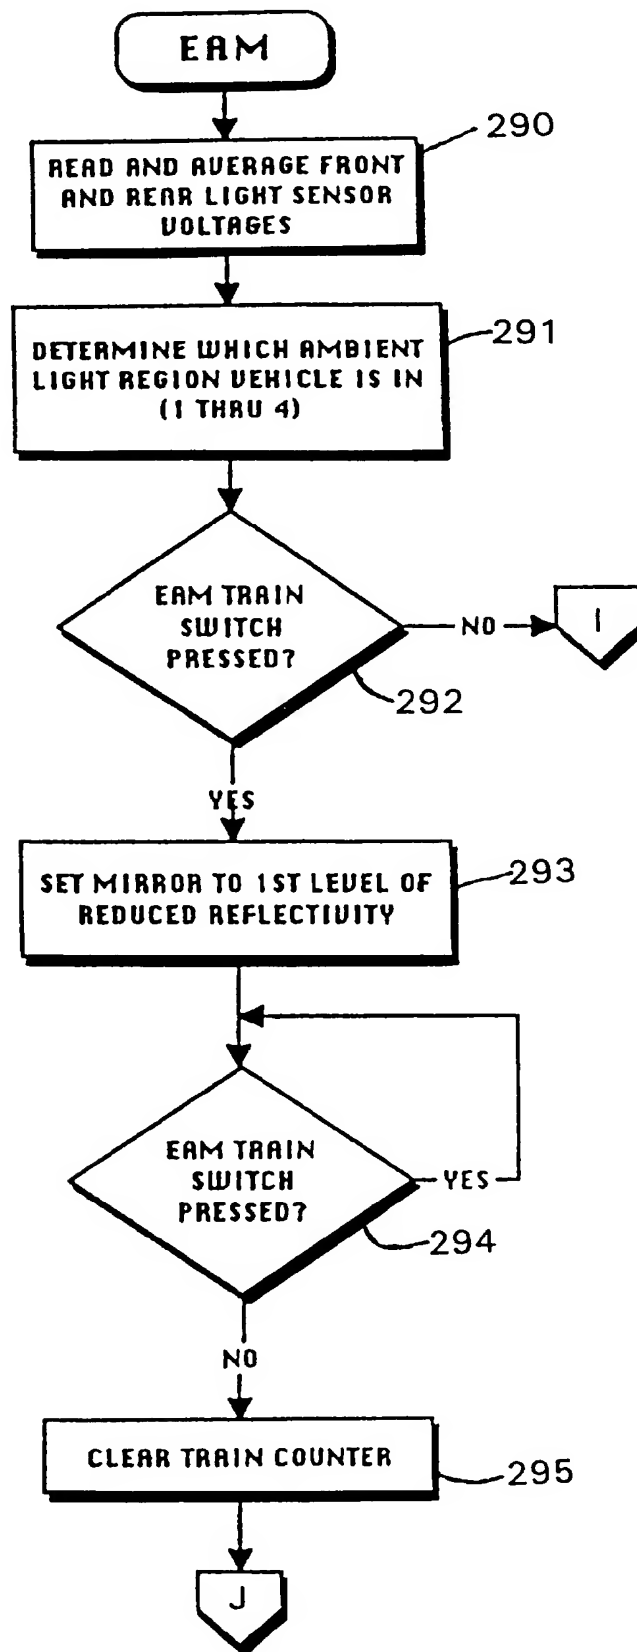 EAM
290
READ AND AVERAGE FRONT
AND REAR LIGHT SENSOR
VOLTAGES
291
DETERMINE WHICH AMBIENT
LIGHT REGION VEHICLE IS IN
(1 THRU 4)
EAM TRAIN
SWITCH
PRESSED?
NO
I
292
YES
SET MIRROR TO 1ST LEVEL OF
REDUCED REFLECTIVITY
293
EAM TRAIN
SWITCH
PRESSED?
YES
294
NO
CLEAR TRAIN COUNTER
295
J